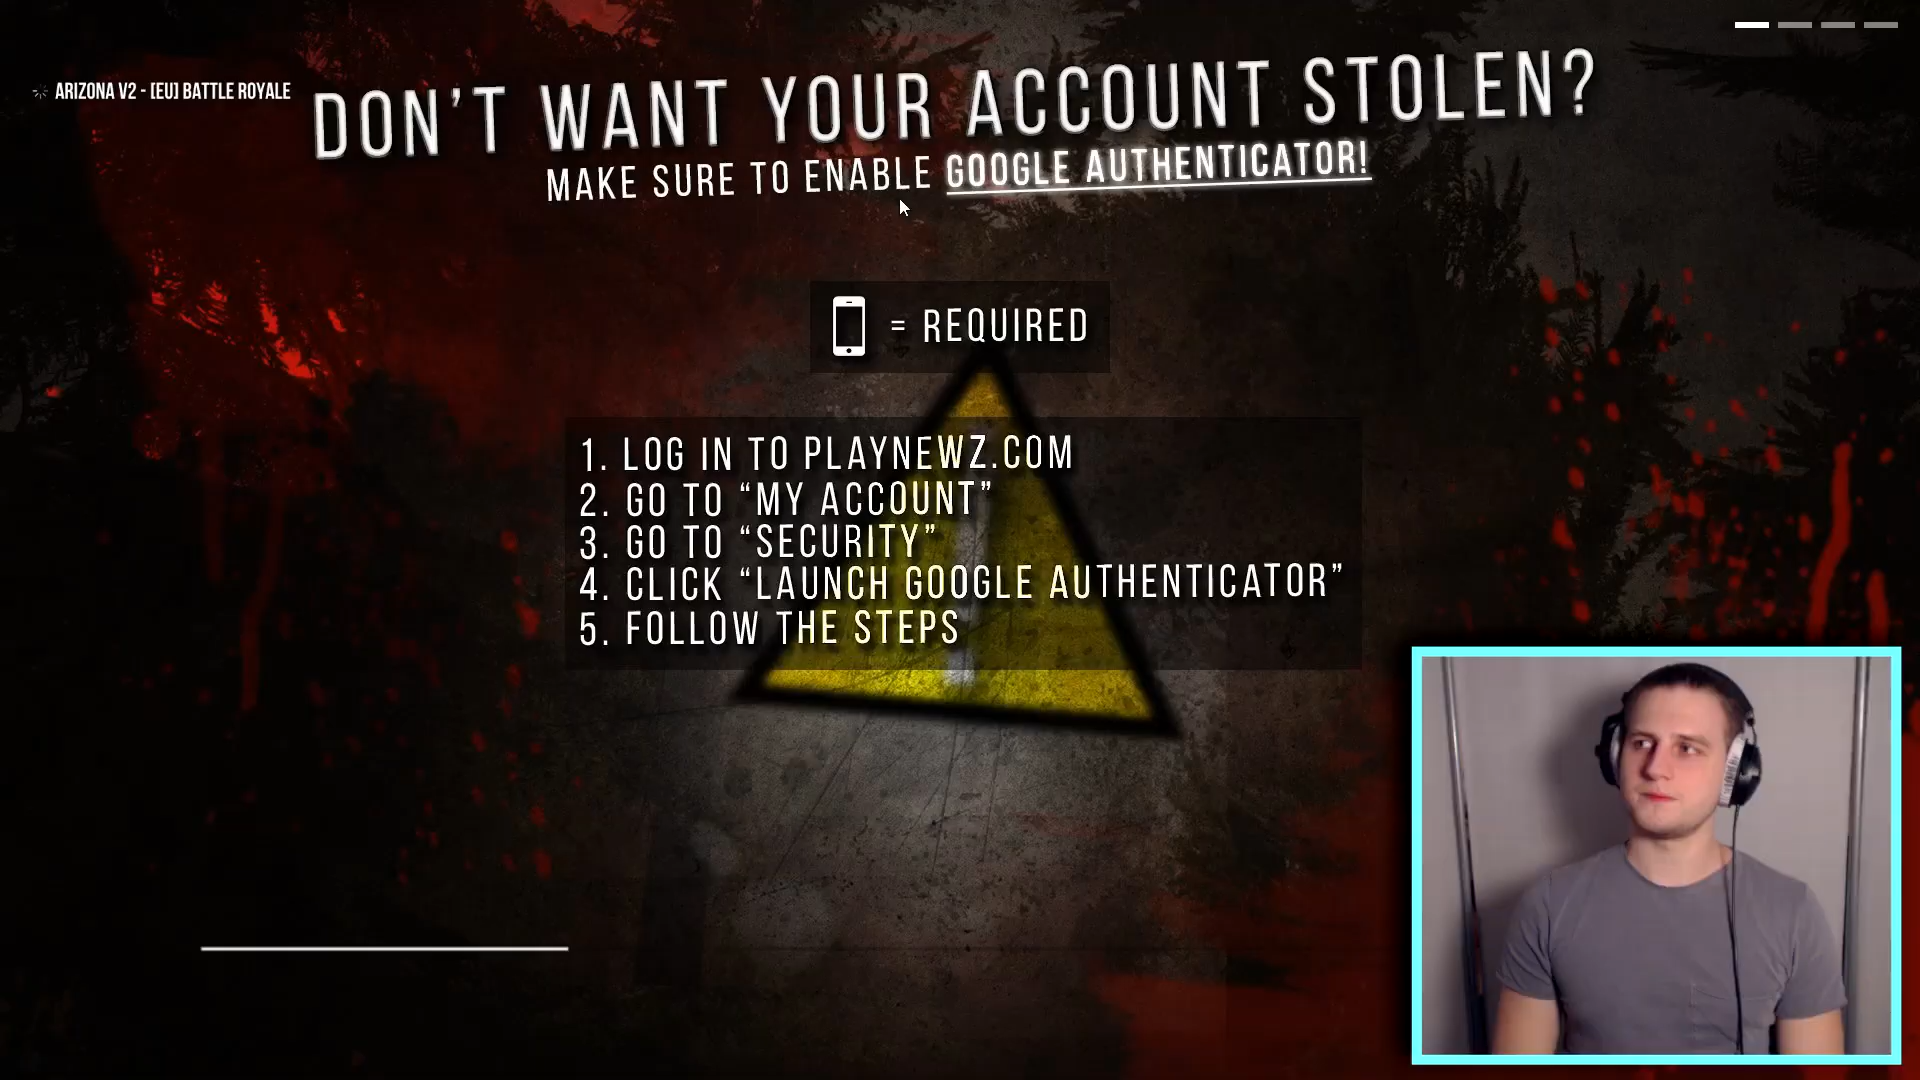 ARIZONA V2 - [EU] BATTLE ROYALE
DON'T WANT YOUR ACCOUNT STOLEN?
MAKE SURE TO ENABLE GOOGLE AUTHENTICATOR!
= REQUIRED
1. LOG IN TO PLAYNEWZ.COM
2. GO TO “MY ACCOUNT”
3. GO TO “SECURITY”
4. CLICK “LAUNCH GOOGLE AUTHENTICATOR”
5. FOLLOW THE STEPS